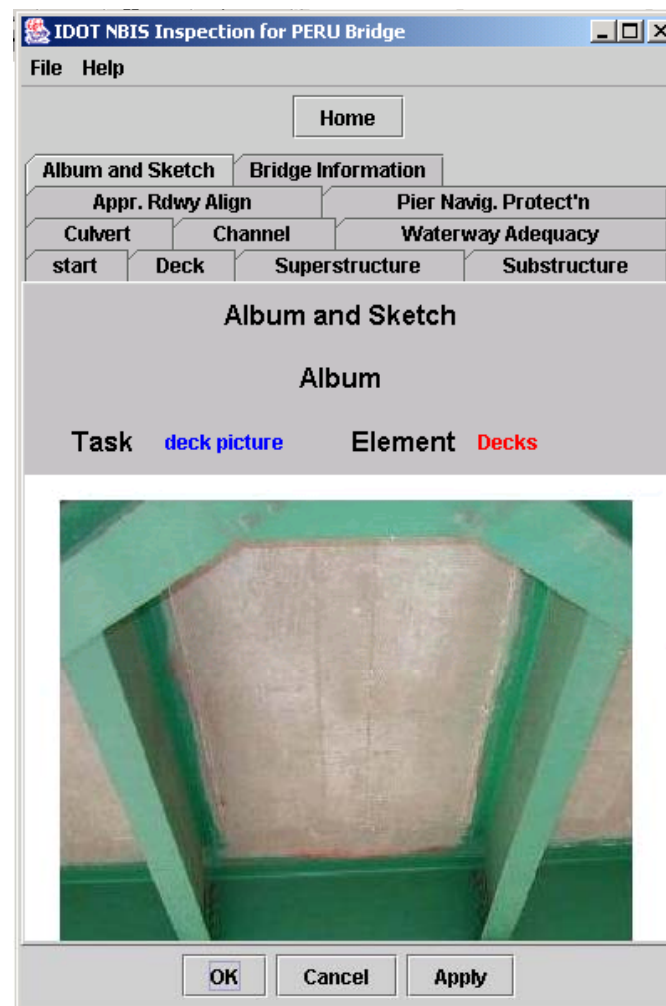 IDOT NBIS Inspection for PERU Bridge
File Help
Home
Album and Sketch Bridge Information
Appr. Rdwy Align Pier Navig. Protect'n
Culvert Channel Waterway Adequacy
start Deck Superstructure Substructure
Album and Sketch
Album
Task deck picture Element Decks
OK Cancel Apply